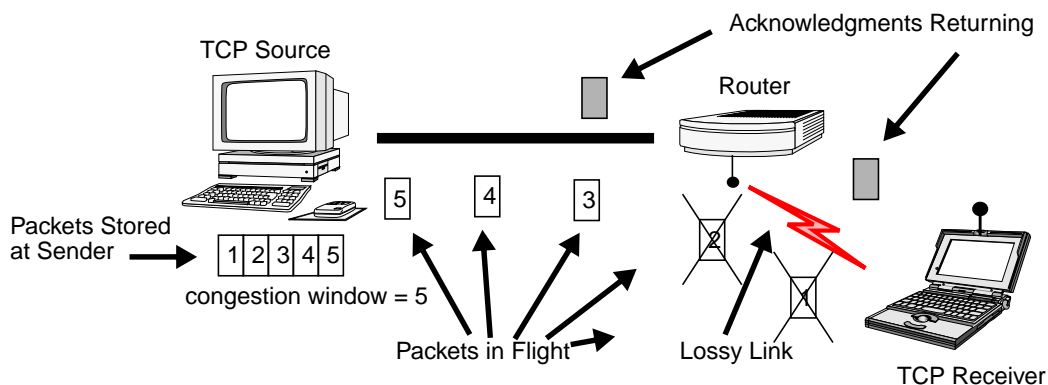 Acknowledgments Returning
TCP Source
Router
5
4
3
2
1
Packets Stored
at Sender
1 2 3 4 5
congestion window = 5
Packets in Flight
Lossy Link
TCP Receiver